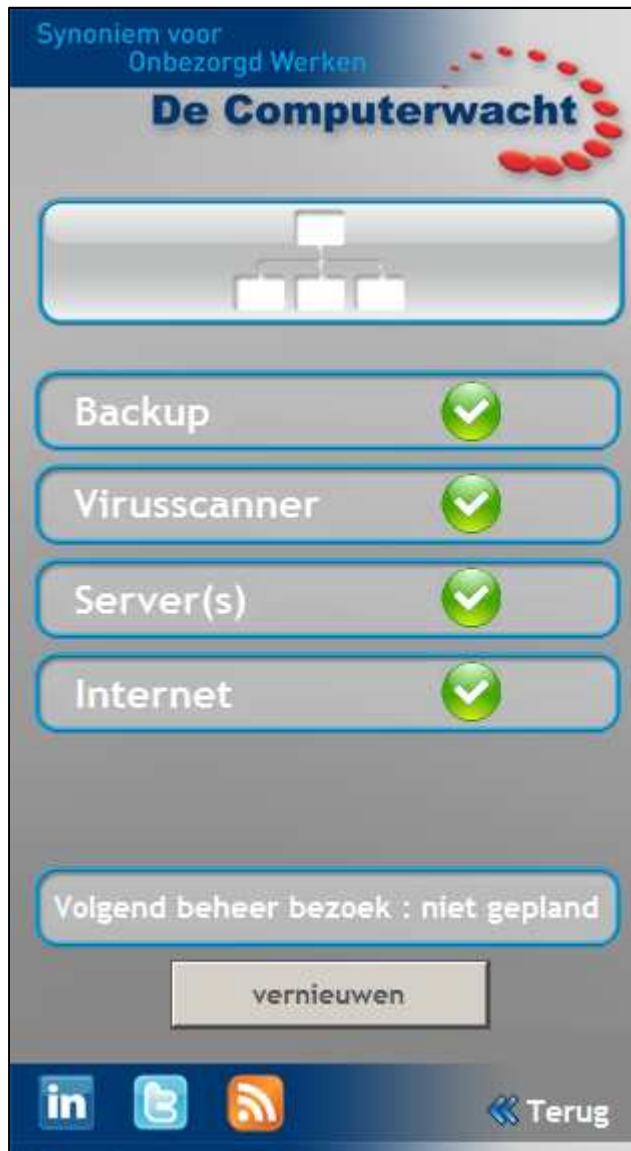 Synoniem voor
Onbezorgd Werken
De Computerwacht
Backup
Virusscanner
Server(s)
Internet
Volgend beheer bezoek : niet gepland
vernieuwen
in
Terug